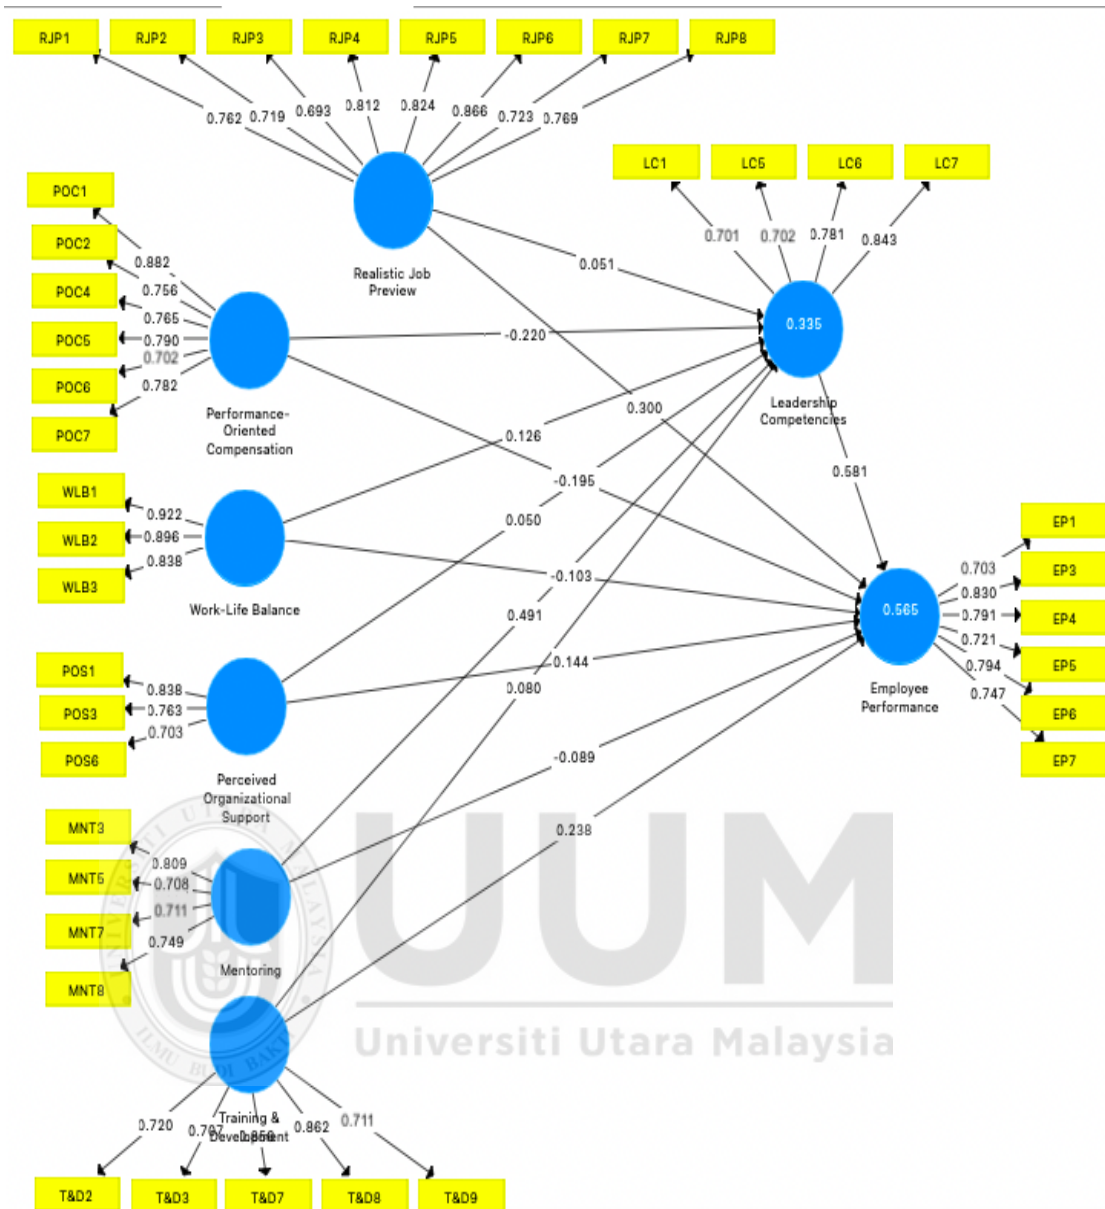 RJP1 RJP2 RJP3 RJP4 RJP5 RJP6 RJP7 RJP8
0.762 0.719 0.693 0.812 0.824 0.866 0.723 0.769
Realistic Job
Preview
LC1 LC5 LC6 LC7
0.701 0.702 0.781 0.843
0.335
Leadership
Competencies
POC1
POC2
POC4
POC5
POC6
POC7
0.882
0.756
0.765
0.790
0.702
0.782
Performance-
Oriented
Compensation
WLB1
WLB2
WLB3
0.922
0.896
0.838
Work-Life Balance
POS1
POS3
POS6
0.838
0.763
0.703
Perceived
Organizational
Support
MNT3
MNT5
MNT7
MNT8
0.809
0.708
0.711
0.749
Mentoring
0.720 0.862 0.711
Training &
Development
T&D2 T&D3 T&D7 T&D8 T&D9
0.051
-0.220
0.300
0.126
-0.195
0.050
-0.103
0.491
0.144
0.080
-0.089
0.238
0.581
0.565
Employee
Performance
EP1
EP3
EP4
EP5
EP6
EP7
0.703
0.830
0.791
0.721
0.794
0.747
UNIVERSITI UTARA MALAYSIA
ILMU BUDI BAKTI
UUM
Universiti Utara Malaysia